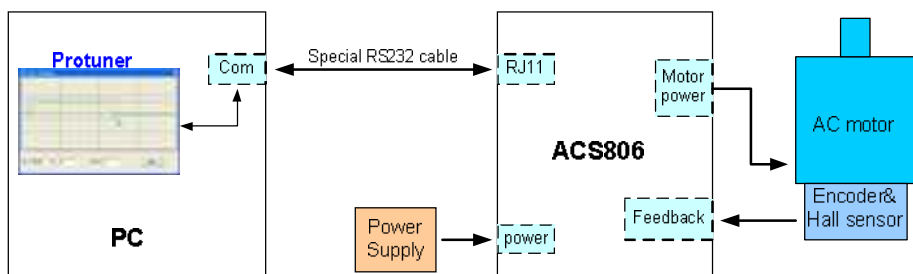 Protuner
Com
Special RS232 cable
RJ11
Motor
power
AC motor
ACS806
Encoder&
Hall sensor
Feedback
PC
Power
Supply
power